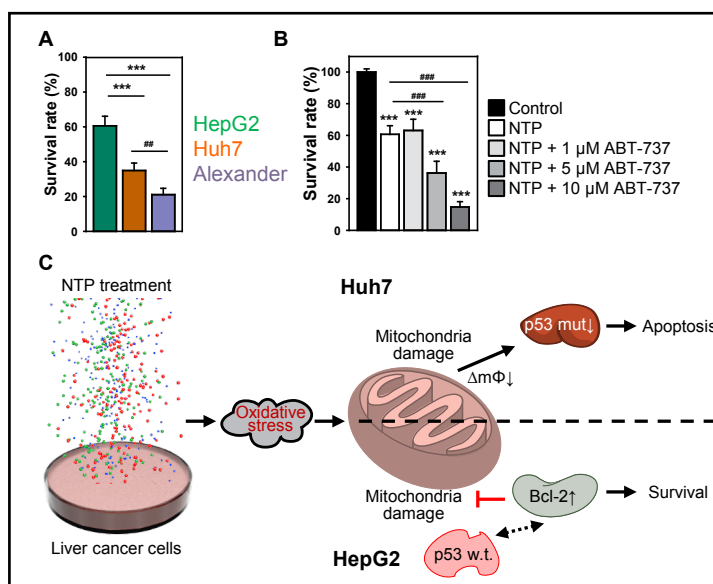 A
Survival rate (%)
100
80
60
40
20
0
***
***
##
HepG2
Huh7
Alexander
B
Survival rate (%)
100
80
60
40
20
0
###
###
***
***
***
***
Control
NTP
NTP + 1 µM ABT-737
NTP + 5 µM ABT-737
NTP + 10 µM ABT-737
C
NTP treatment
Liver cancer cells
Oxidative
stress
Huh7
Mitochondria
damage
ΔmΦ↓
p53 mut↓
Apoptosis
Mitochondria
damage
Bcl-2↑
Survival
p53 w.t.
HepG2